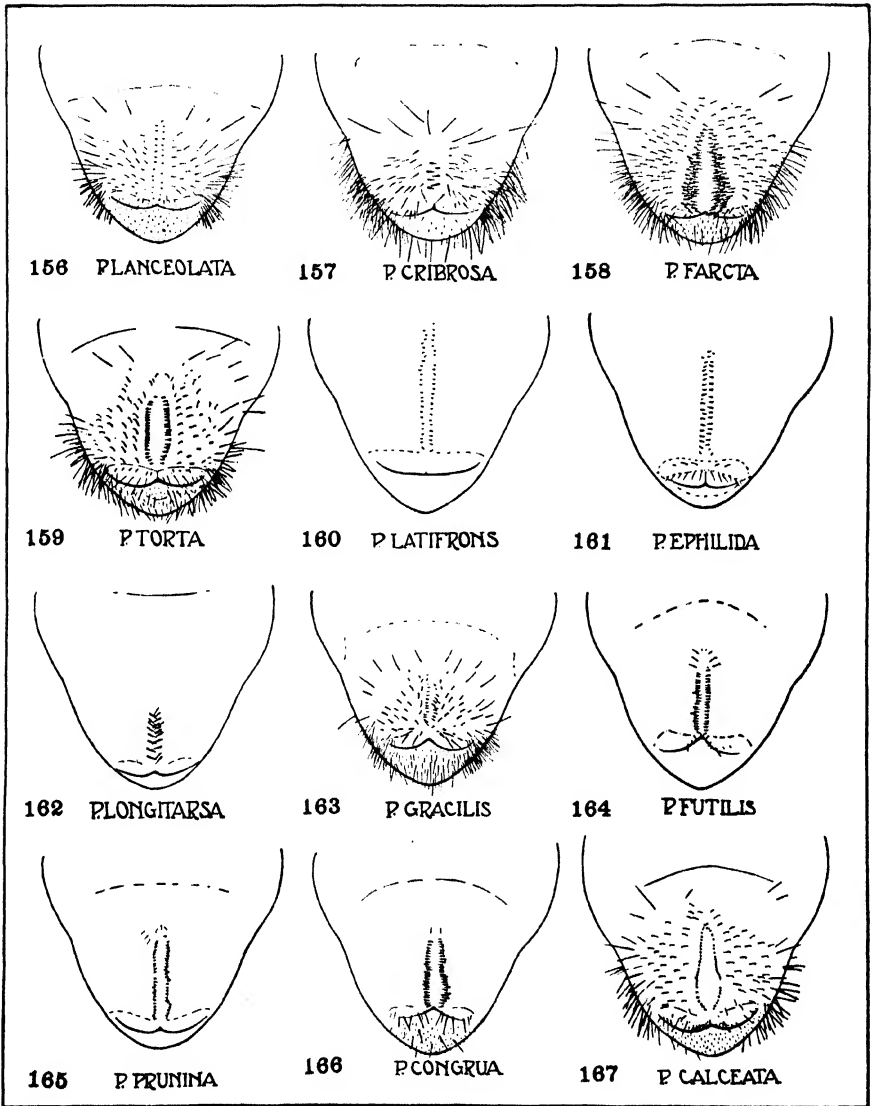 156 P. LANCEOLATA
157 P. CRIBROSA
158 P. FARCTA
159 P. TORTA
160 P. LATIFRONS
161 P. EPHILIDA
162 P. LONGITARSA
163 P. GRACILIS
164 P. FUTILIS
165 P. PRUNINA
166 P. CONGRUA
167 P. CALCEATA